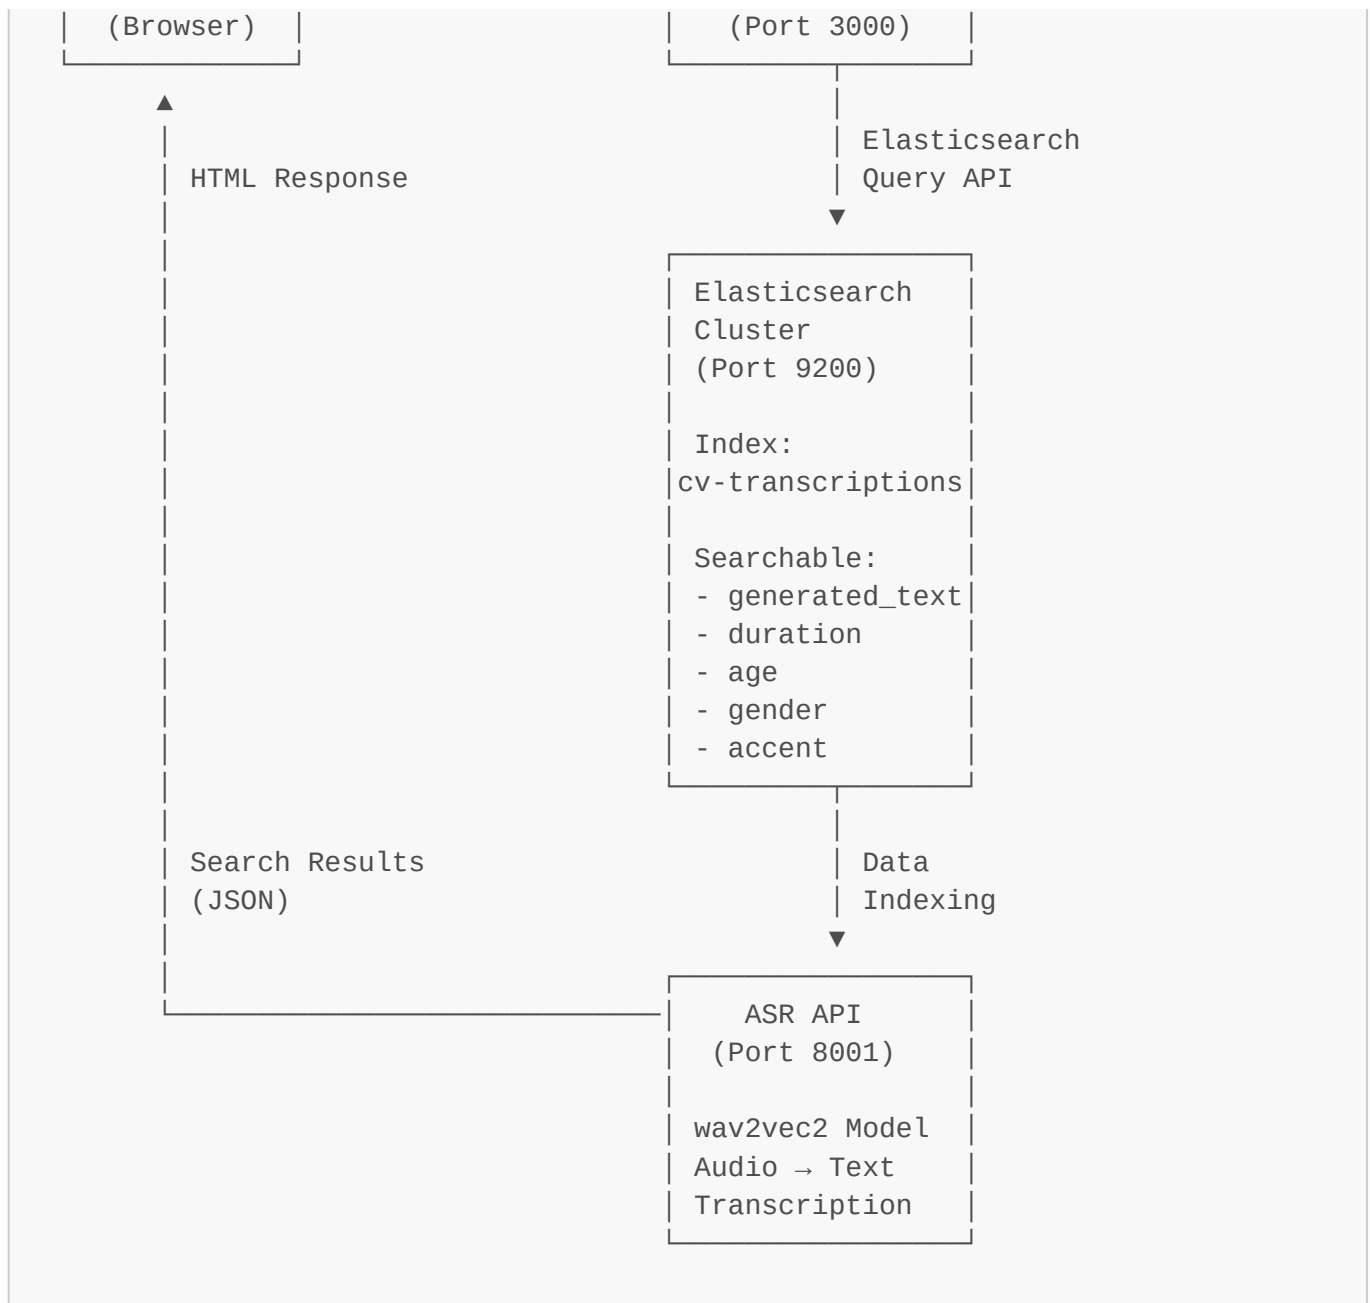 (Browser) (Port 3000)
Elasticsearch
HTML Response Query API
Elasticsearch
Cluster
(Port 9200)
Index:
cv-transcriptions
Searchable:
- generated_text
- duration
- age
- gender
- accent
Search Results Data
(JSON) Indexing
ASR API
(Port 8001)
wav2vec2 Model
Audio → Text
Transcription